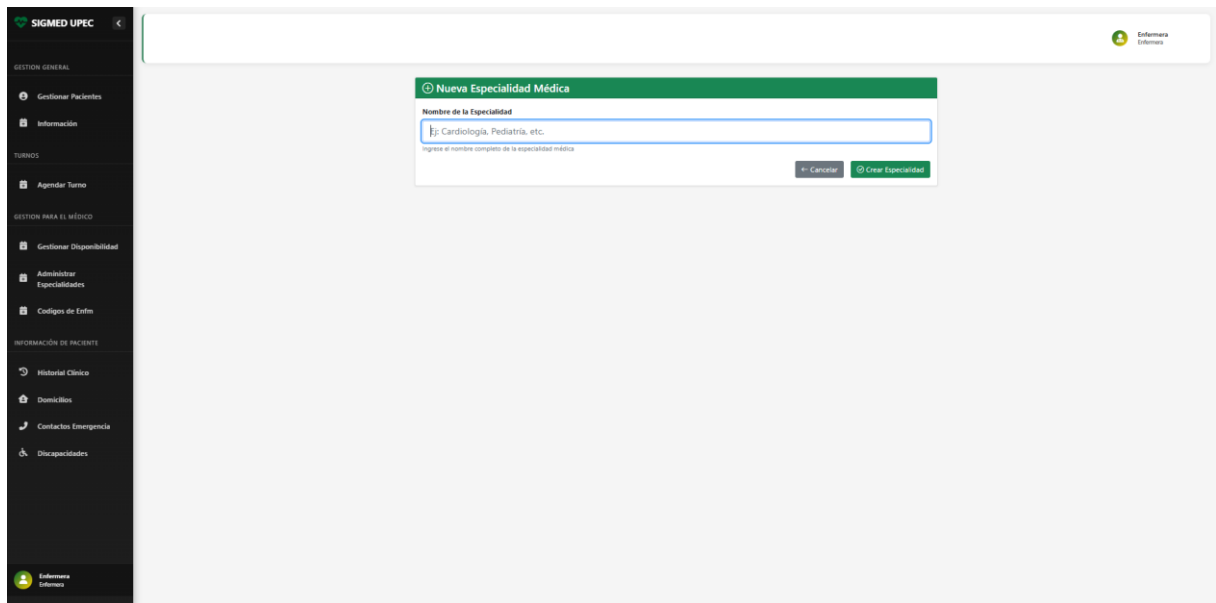 SIGMED UPEC
GESTION GENERAL
Gestionar Pacientes
Información
TURNOS
Agendar Turno
GESTION PARA EL MÉDICO
Gestionar Disponibilidad
Administrar
Especialidades
Codigos de Enfm
INFORMACIÓN DE PACIENTE
Historial Clínico
Domicilios
Contactos Emergencia
Discapacidades
Enfermera
Enfermera
Enfermera
Enfermera
Nueva Especialidad Médica
Nombre de la Especialidad
Ej: Cardiología, Pediatría, etc.
Ingrese el nombre completo de la especialidad médica
← Cancelar
Crear Especialidad